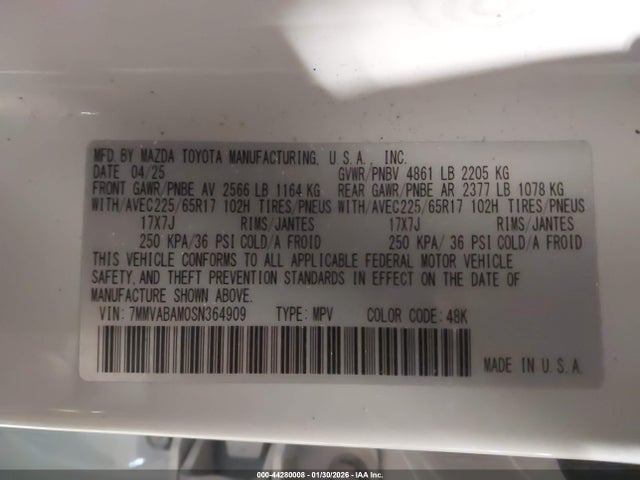 MFD. BY MAZDA TOYOTA MANUFACTURING, U.S.A., INC.
DATE 04/25 GVWR/PNBV 4861 LB 2205 KG
FRONT GAWR/PNBE AV 2566 LB 1164 KG REAR GAWR/PNBE AR 2377 LB 1078 KG
WITH/AVEC225/65R17 102H TIRES/PNEUS WITH/AVEC225/65R17 102H TIRES/PNEUS
17X7J RIMS/JANTES 17X7J RIMS/JANTES
250 KPA/36 PSI COLD/A FROID 250 KPA/ 36 PSI COLD/A FROID
THIS VEHICLE CONFORMS TO ALL APPLICABLE FEDERAL MOTOR VEHICLE
SAFETY, AND THEFT PREVENTION STANDARDS IN EFFECT ON THE DATE OF
MANUFACTURE SHOWN ABOVE.
VIN: 7MMVABAM0SN364909 TYPE: MPV COLOR CODE: 48K
MADE IN U.S.A.
000-44280008 - 01/30/2026 - IAA Inc.